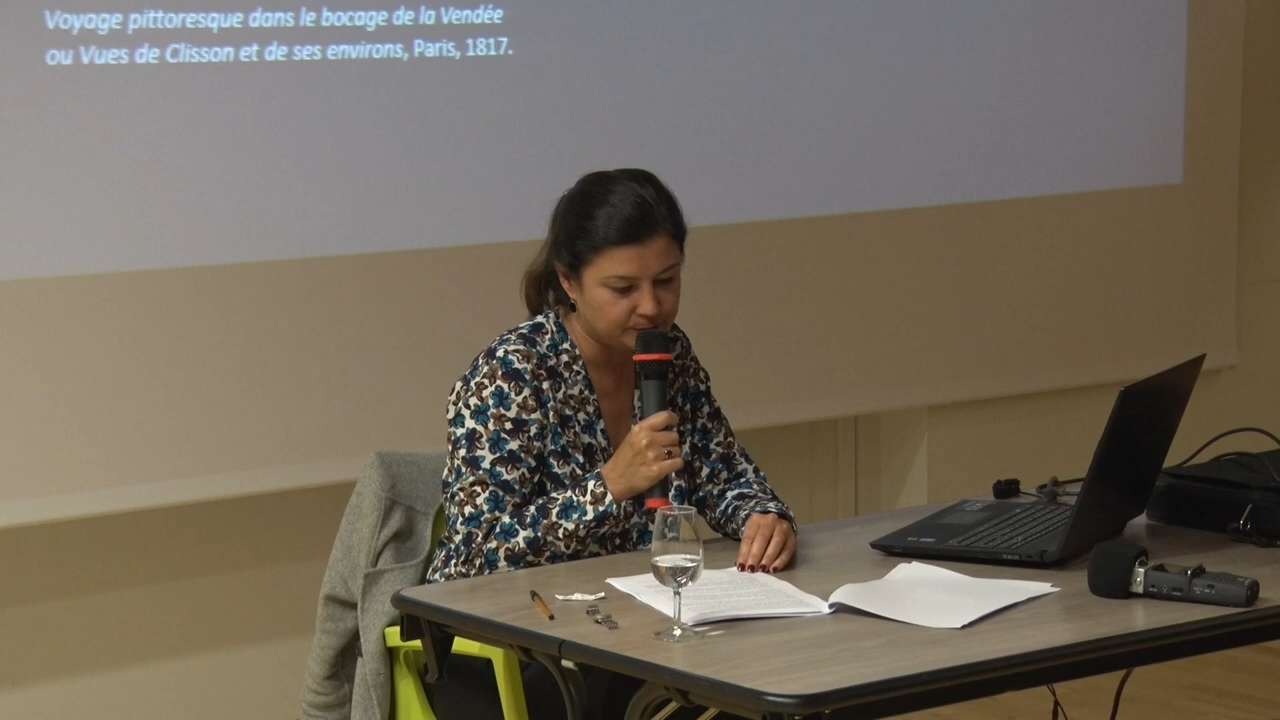 Voyage pittoresque dans le bocage de la Vendée
ou Vues de Clisson et de ses environs, Paris, 1817.